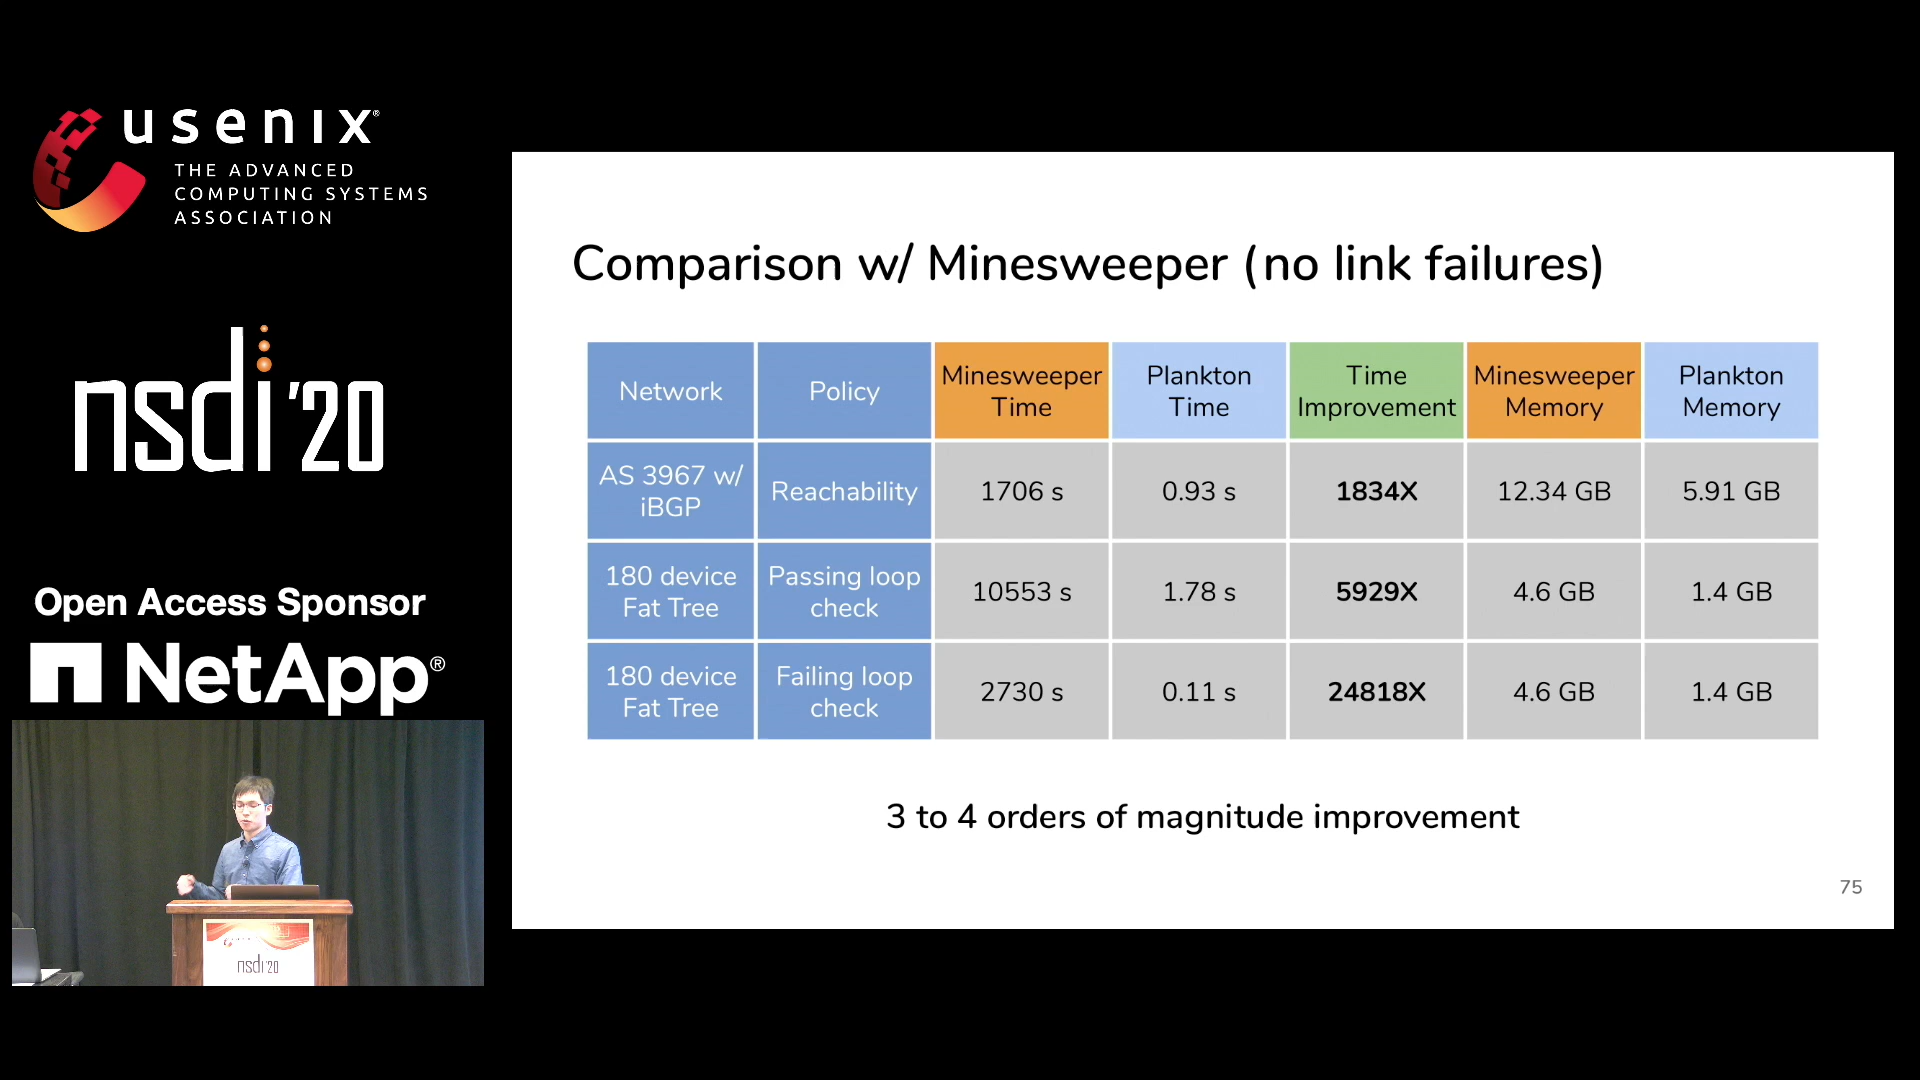 usenix®
THE ADVANCED
COMPUTING SYSTEMS
ASSOCIATION
nsdi '20
Open Access Sponsor
NetApp®
nsdi '20
Comparison w/ Minesweeper (no link failures)
Network
Policy
Minesweeper
Time
Plankton
Time
Time
Improvement
Minesweeper
Memory
Plankton
Memory
AS 3967 w/
iBGP
Reachability
1706 s
0.93 s
1834X
12.34 GB
5.91 GB
180 device
Fat Tree
Passing loop
check
10553 s
1.78 s
5929X
4.6 GB
1.4 GB
180 device
Fat Tree
Failing loop
check
2730 s
0.11 s
24818X
4.6 GB
1.4 GB
3 to 4 orders of magnitude improvement
75